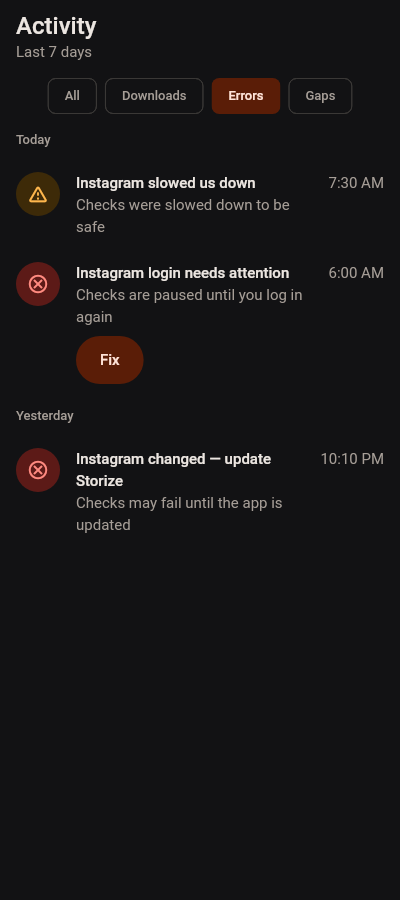 Activity
Last 7 days
All
Downloads
Errors
Gaps
Today
Instagram slowed us down
7:30 AM
Checks were slowed down to be
safe
Instagram login needs attention
6:00 AM
Checks are paused until you log in
again
Fix
Yesterday
Instagram changed — update
10:10 PM
Storize
Checks may fail until the app is
updated